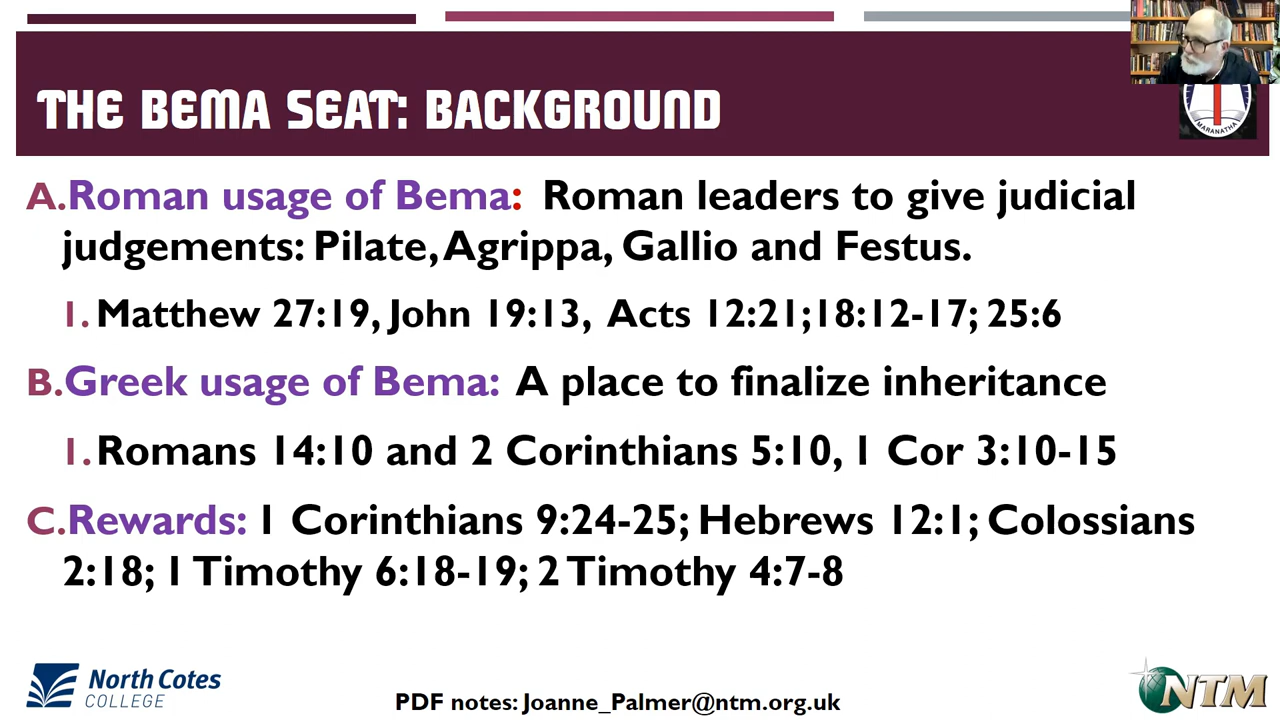 THE BEMA SEAT: BACKGROUND
MARANATHA
A.Roman usage of Bema: Roman leaders to give judicial
judgements: Pilate, Agrippa, Gallio and Festus.
1. Matthew 27:19, John 19:13, Acts 12:21;18:12-17; 25:6
B.Greek usage of Bema: A place to finalize inheritance
1. Romans 14:10 and 2 Corinthians 5:10, 1 Cor 3:10-15
C.Rewards: 1 Corinthians 9:24-25; Hebrews 12:1; Colossians
2:18; 1 Timothy 6:18-19; 2 Timothy 4:7-8
North Cotes
COLLEGE
PDF notes: Joanne_Palmer@ntm.org.uk
NTM